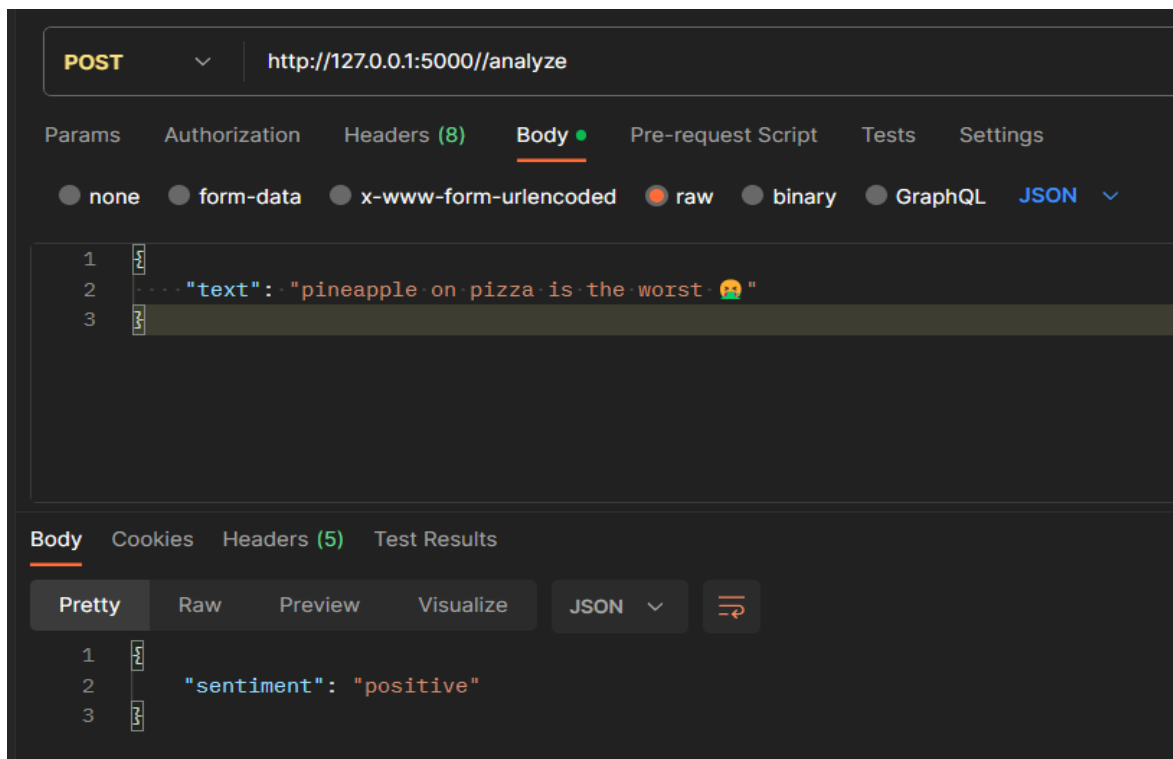 POST http://127.0.0.1:5000//analyze
Params Authorization Headers (8) Body Pre-request Script Tests Settings
none form-data x-www-form-urlencoded raw binary GraphQL JSON
1 {
2 "text": "pineapple on pizza is the worst 🤮"
3 }
Body Cookies Headers (5) Test Results
Pretty Raw Preview Visualize JSON
1 {
2 "sentiment": "positive"
3 }